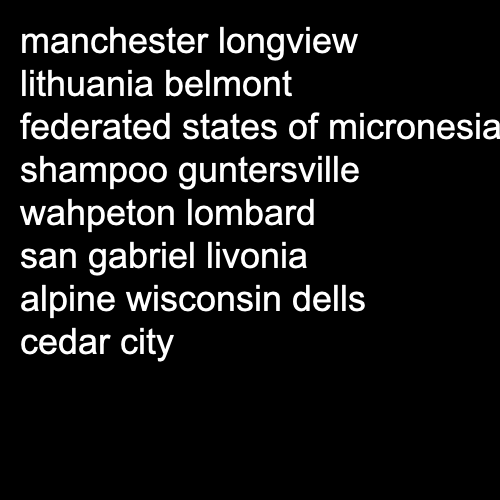 manchester longview
lithuania belmont
federated states of micronesia
shampoo guntersville
wahpeton lombard
san gabriel livonia
alpine wisconsin dells
cedar city